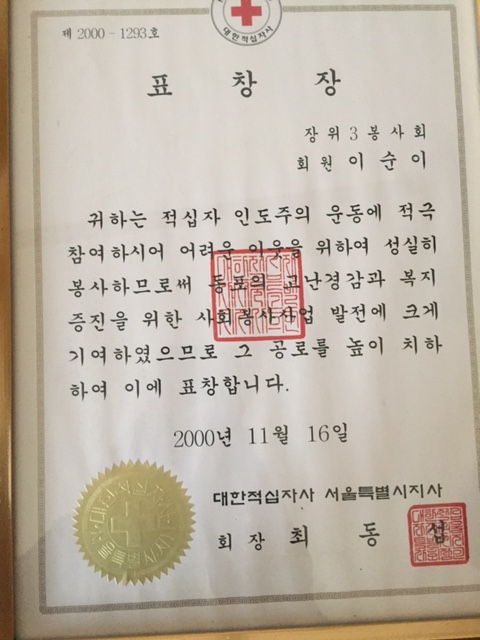 대한적십자사
제 2000 - 1293호
표 창 장
장위3봉사회
회원 이순이
귀하는 적십자 인도주의 운동에 적극
참여하시어 어려운 이웃을 위하여 성실히
봉사하므로써 동포의 고난경감과 복지
증진을 위한 사회봉사사업 발전에 크게
기여하였으므로 그 공로를 높이 치하
하여 이에 표창합니다.
2000년 11월 16일
대한적십자사 서울특별시지사
회장 최동섭